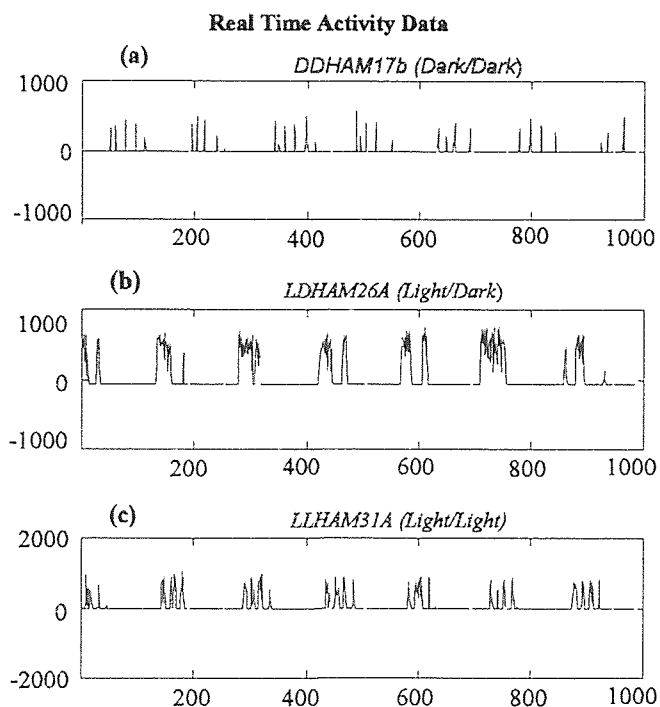 Real Time Activity Data
(a)
DDHAM17b (Dark/Dark)
1000
0
-1000
200 400 600 800 1000
(b)
LDHAM26A (Light/Dark)
1000
0
-1000
200 400 600 800 1000
(c)
LLHAM31A (Light/Light)
2000
0
-2000
0 200 400 600 800 1000